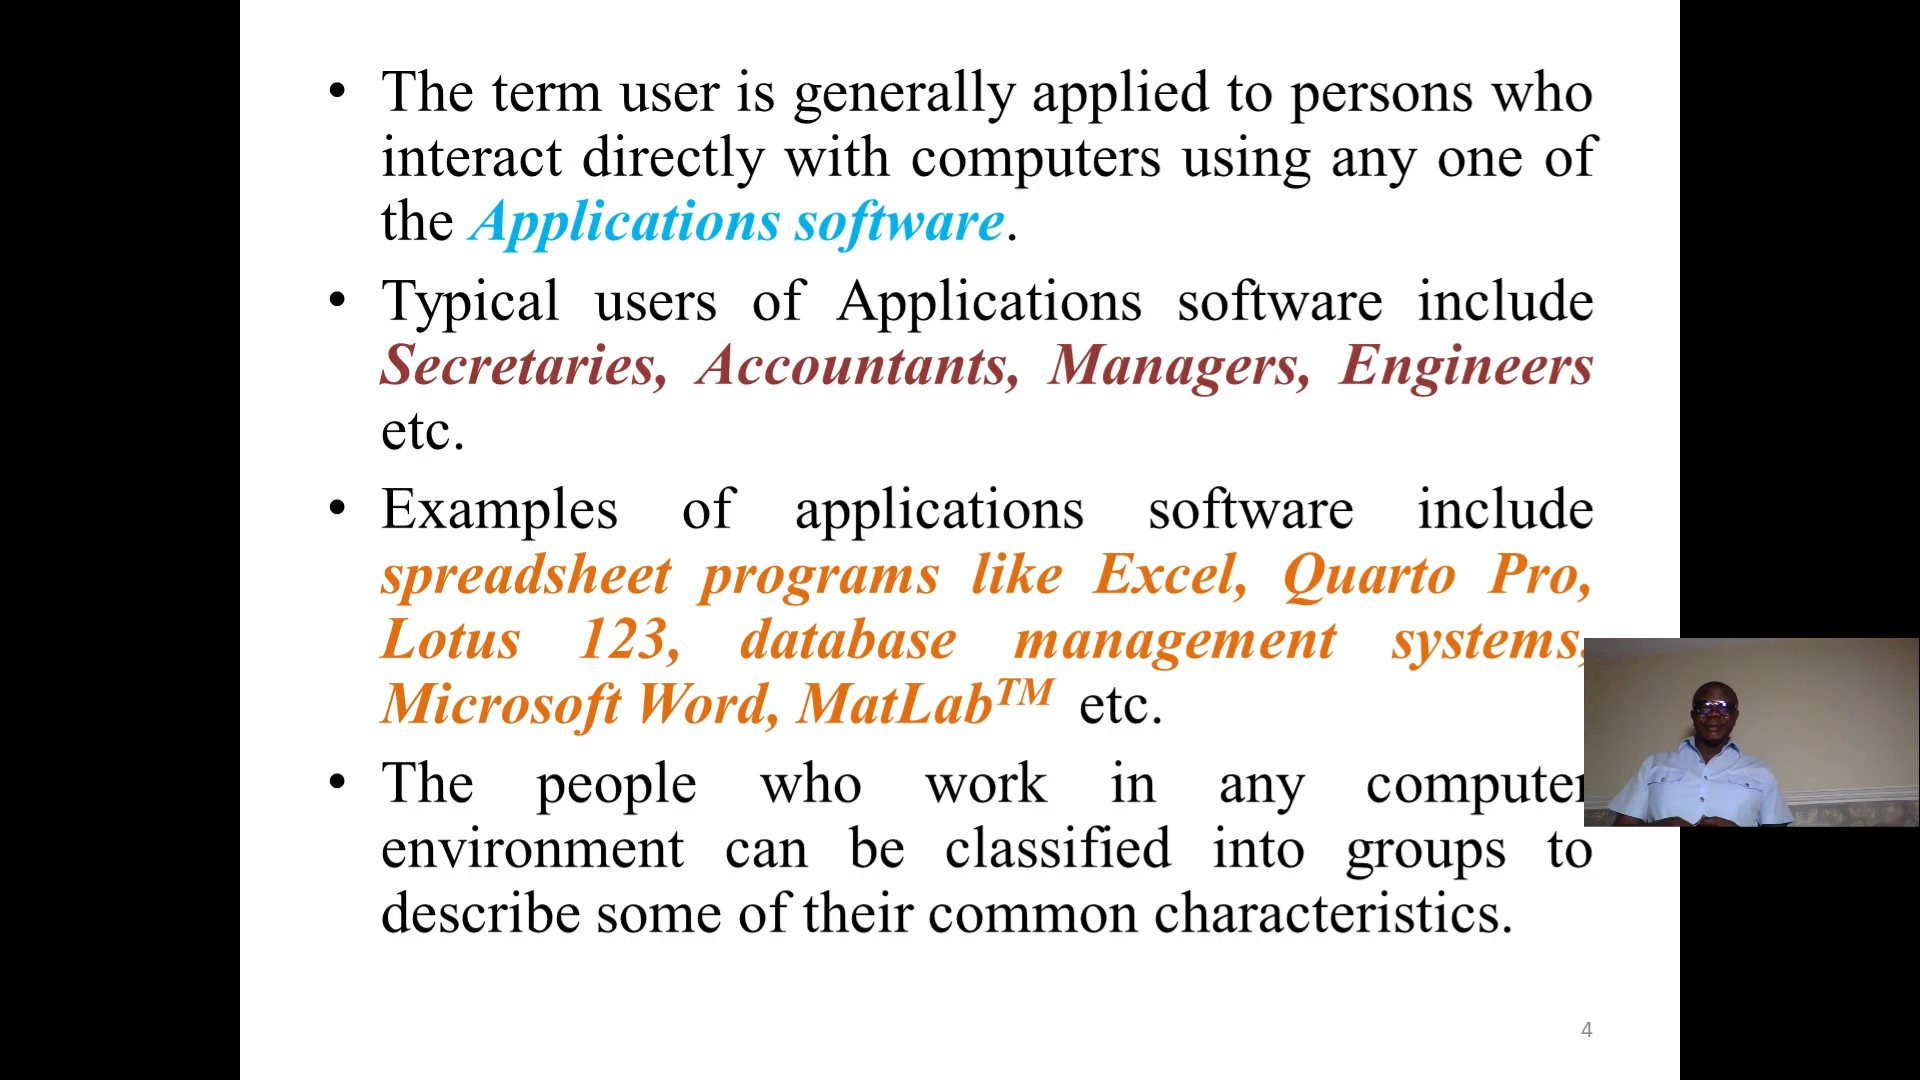 • The term user is generally applied to persons who
interact directly with computers using any one of
the Applications software.
• Typical users of Applications software include
Secretaries, Accountants, Managers, Engineers
etc.
• Examples of applications software include
spreadsheet programs like Excel, Quarto Pro,
Lotus 123, database management systems,
Microsoft Word, MatLabTM etc.
• The people who work in any computer
environment can be classified into groups to
describe some of their common characteristics.
4